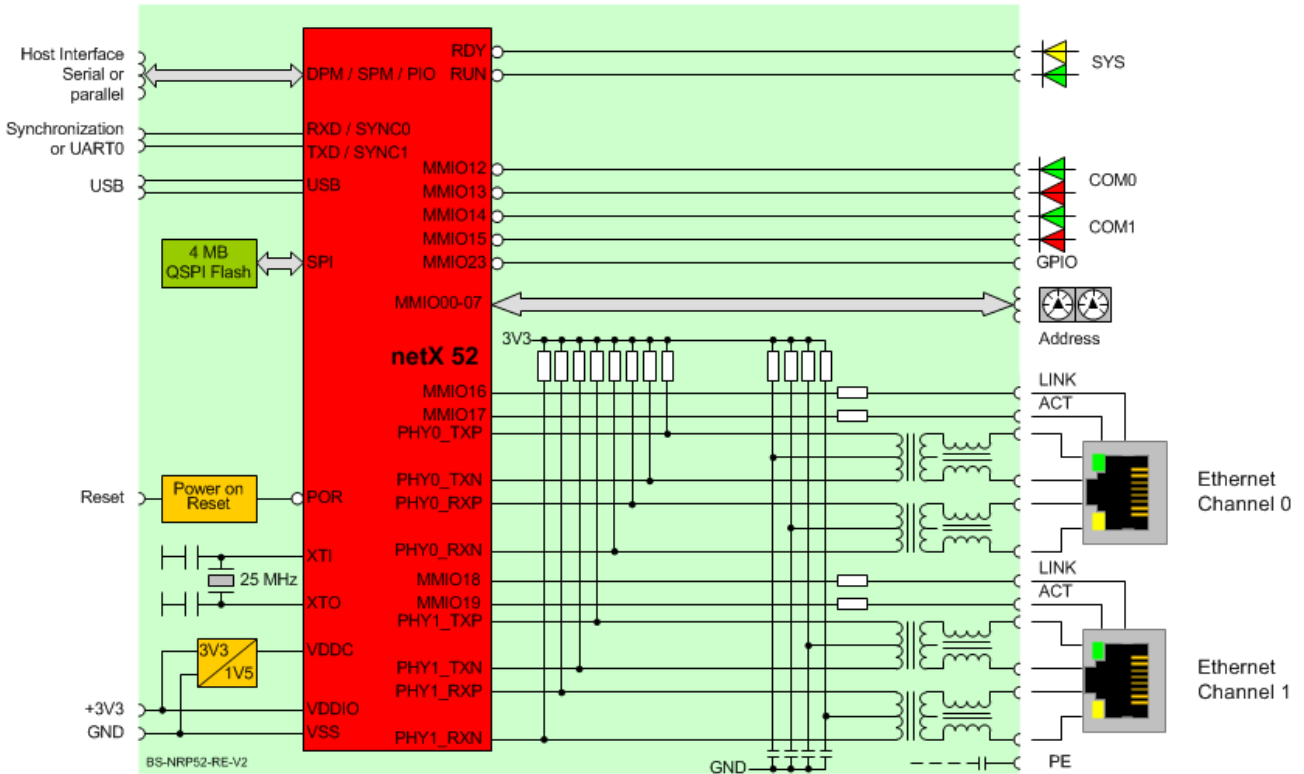 Host Interface
Serial or
parallel
DPM / SPM / PIO
RDY
RUN
SYS
Synchronization
or UART0
RXD / SYNC0
TXD / SYNC1
USB
USB
MMIO12
MMIO13
COM0
MMIO14
MMIO15
COM1
MMIO23
GPIO
4 MB
QSPI Flash
SPI
MMIO00-07
Address
3V3
netX 52
MMIO16
LINK
MMIO17
ACT
PHY0_TXP
PHY0_TXN
PHY0_RXP
PHY0_RXN
Ethernet
Channel 0
Reset
Power on
Reset
POR
XTI
25 MHz
XTO
MMIO18
LINK
MMIO19
ACT
PHY1_TXP
PHY1_TXN
PHY1_RXP
PHY1_RXN
Ethernet
Channel 1
3V3
1V5
VDDC
+3V3
VDDIO
GND
VSS
BS-NRP52-RE-V2
GND
PE